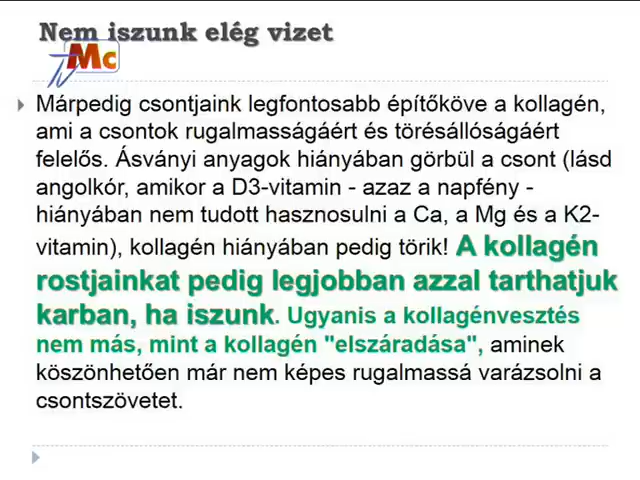 Nem iszunk elég vizet
Mc
TV
Márpedig csontjaink legfontosabb építőköve a kollagén,
ami a csontok rugalmasságáért és törésállóságáért
felelős. Ásványi anyagok hiányában görbül a csont (lásd
angolkór, amikor a D3-vitamin - azaz a napfény -
hiányában nem tudott hasznosulni a Ca, a Mg és a K2-
vitamin), kollagén hiányában pedig törik! A kollagén
rostjainkat pedig legjobban azzal tarthatjuk
karban, ha iszunk. Ugyanis a kollagénvesztés
nem más, mint a kollagén "elszáradása", aminek
köszönhetően már nem képes rugalmassá varázsolni a
csontszövetet.